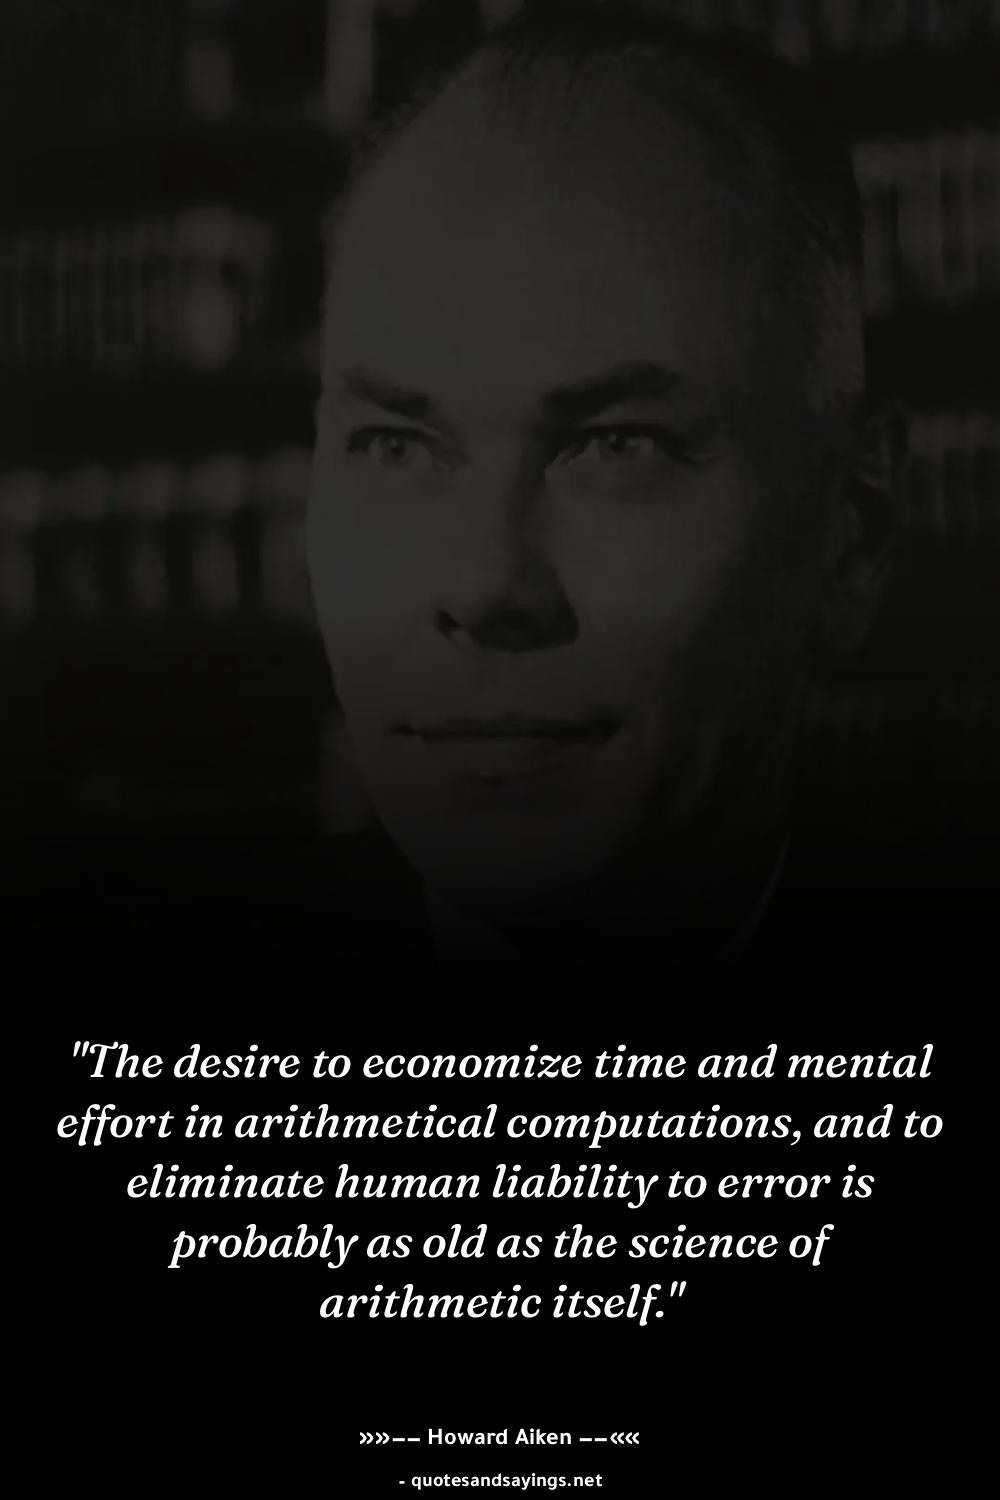 "The desire to economize time and mental
effort in arithmetical computations, and to
eliminate human liability to error is
probably as old as the science of
arithmetic itself."
»»−− Howard Aiken −−««
- quotesandsayings.net